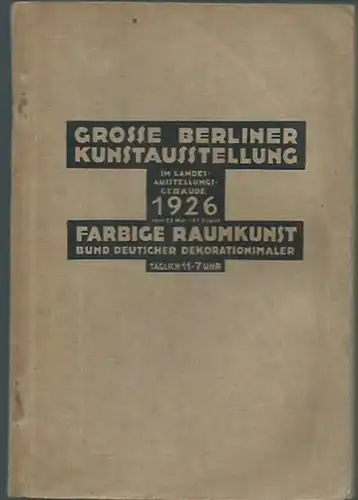 GROSSE BERLINER
KUNSTAUSSTELLUNG
IM LANDES-
AUSSTELLUNGS-
GEBÄUDE
1926
FARBIGE RAUMKUNST
BUND DEUTSCHER DEKORATIONSMALER
TÄGLICH 11-7 UHR